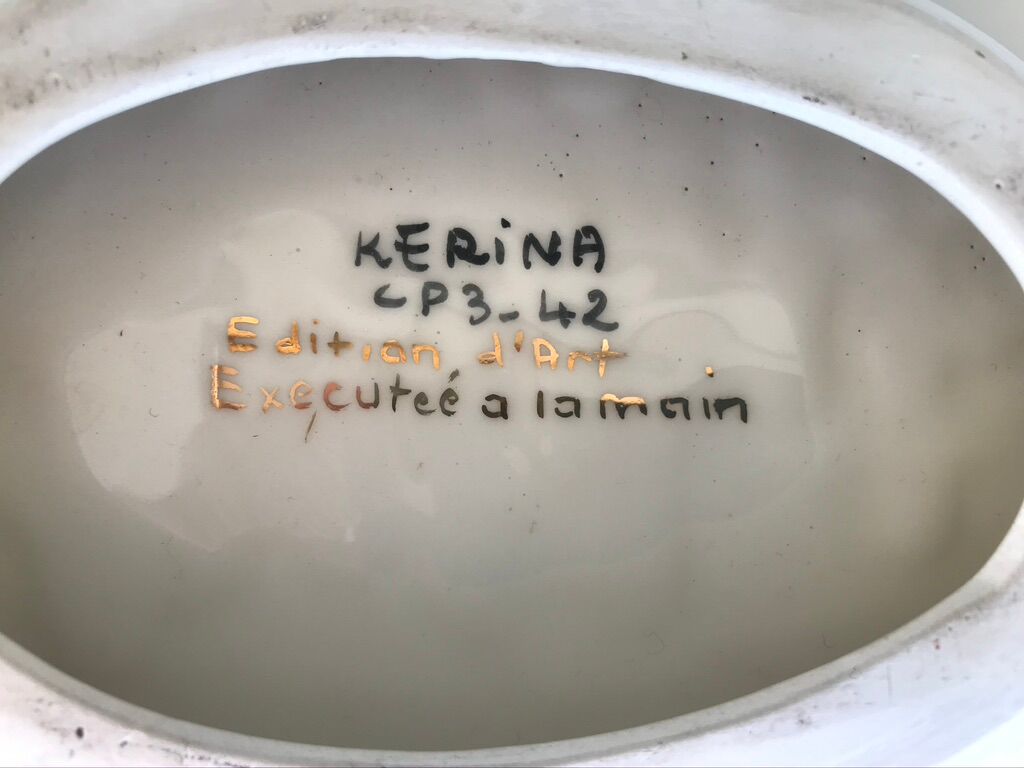 KERiNA
CP3-42
Edition d'Art
Executeé a la main